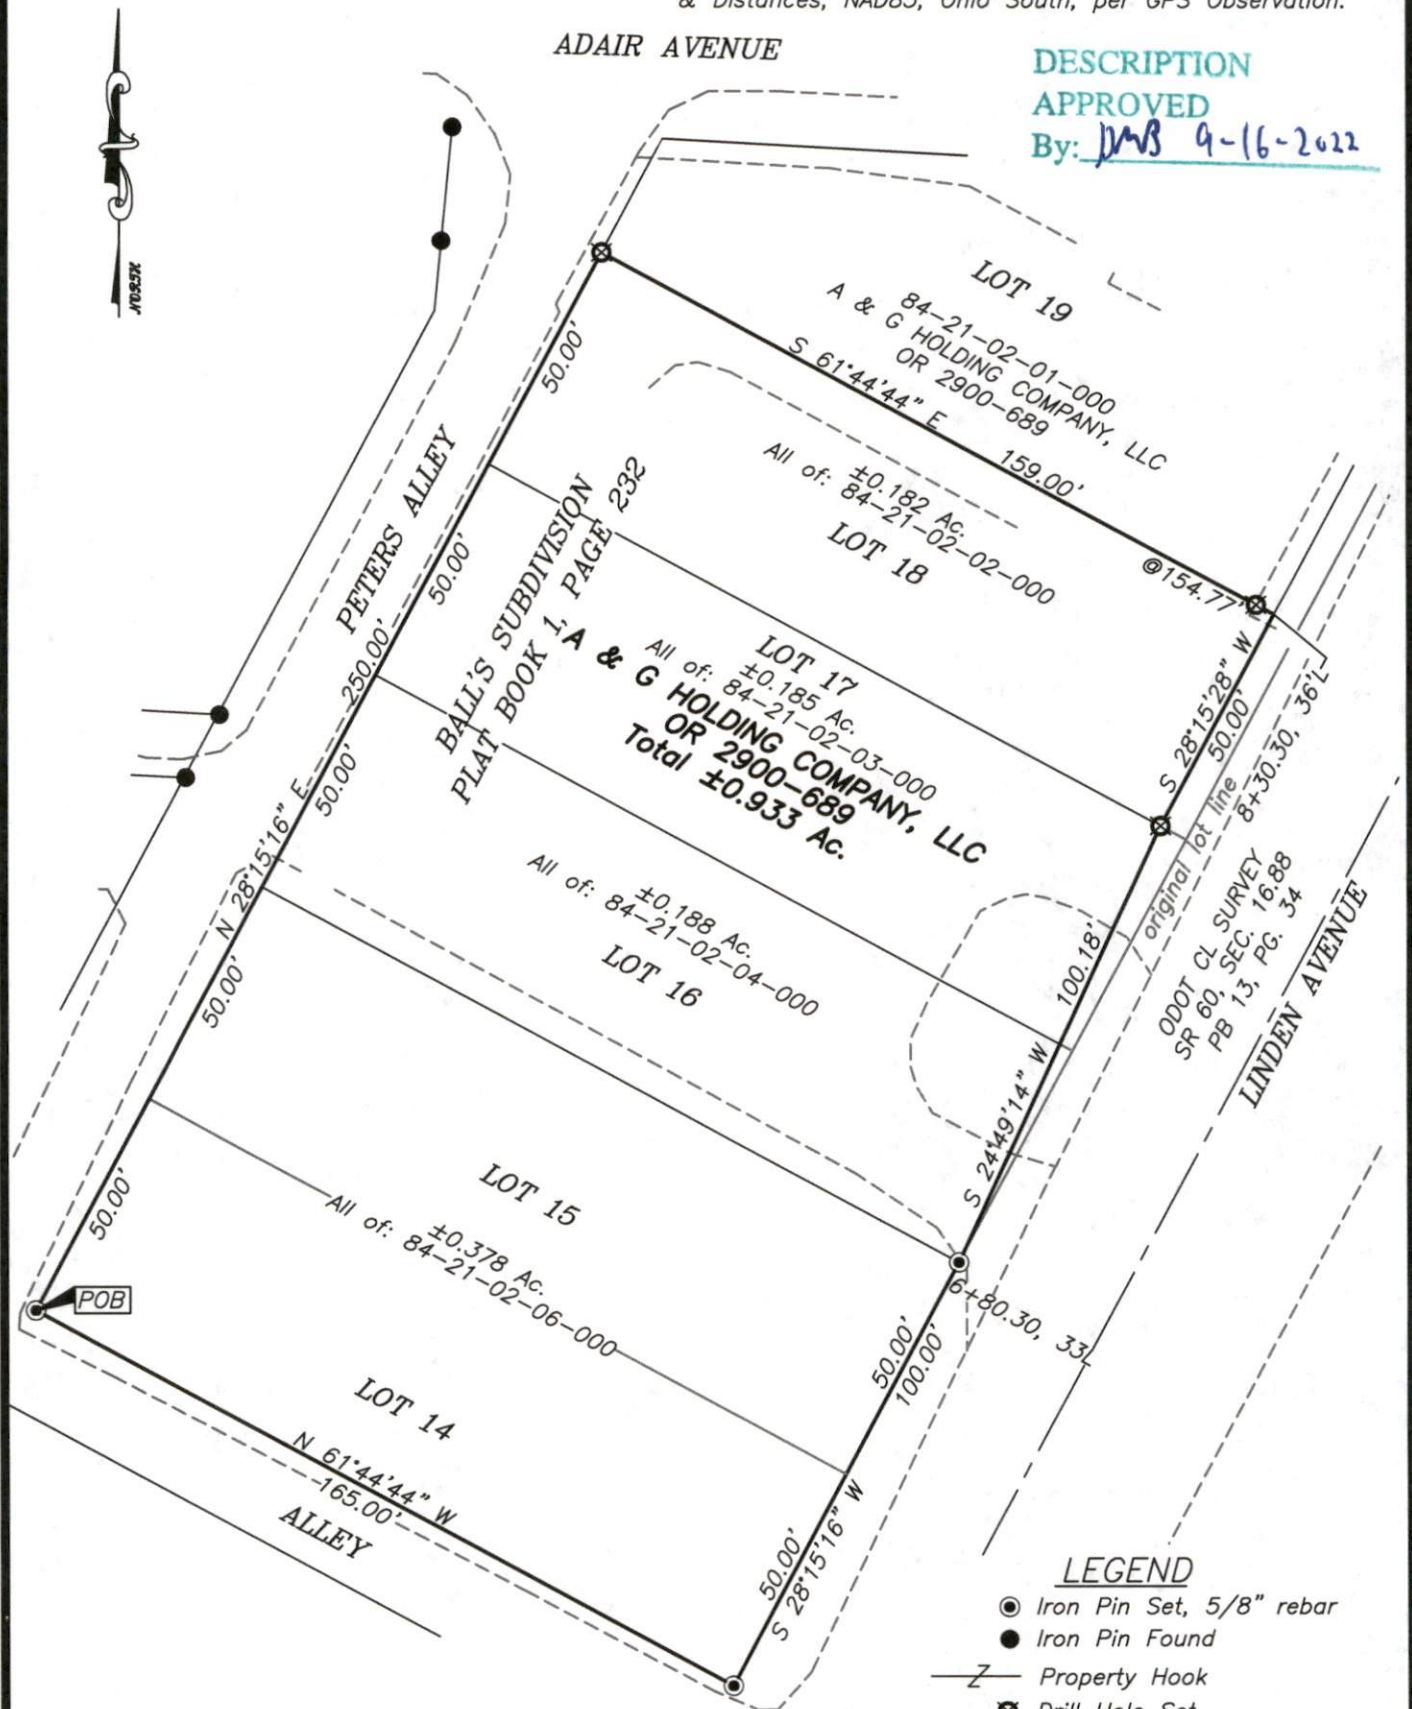 & Distances, NAD83, Ohio South, per GPS Observation.
ADAIR AVENUE
DESCRIPTION
APPROVED
By: DMB 9-16-2022
NORTH
LOT 19
84-21-02-01-000
A & G HOLDING COMPANY, LLC
OR 2900-689
S 61°44'44" E 159.00'
@154.77'
50.00'
±0.182 Ac.
All of: 84-21-02-02-000
LOT 18
PETERS ALLEY
BALL'S SUBDIVISION
PLAT BOOK 1, PAGE 232
50.00'
LOT 17
±0.185 Ac.
All of: 84-21-02-03-000
A & G HOLDING COMPANY, LLC
OR 2900-689
Total ±0.933 Ac.
S 28°15'28" W
50.00'
original lot line
8+30.30, 36'L
N 28°15'16" E 250.00'
50.00'
±0.188 Ac.
All of: 84-21-02-04-000
LOT 16
100.18'
S 24°49'14" W
ODOT CL SURVEY
SR 60, SEC. 16.88
PB 13, PG. 34
LINDEN AVENUE
50.00'
LOT 15
±0.378 Ac.
All of: 84-21-02-06-000
50.00'
POB
6+80.30, 33L
50.00'
100.00'
LOT 14
N 61°44'44" W
165.00'
ALLEY
50.00'
S 28°15'16" W
LEGEND
Iron Pin Set, 5/8" rebar
Iron Pin Found
Z Property Hook
Drill Hole Set